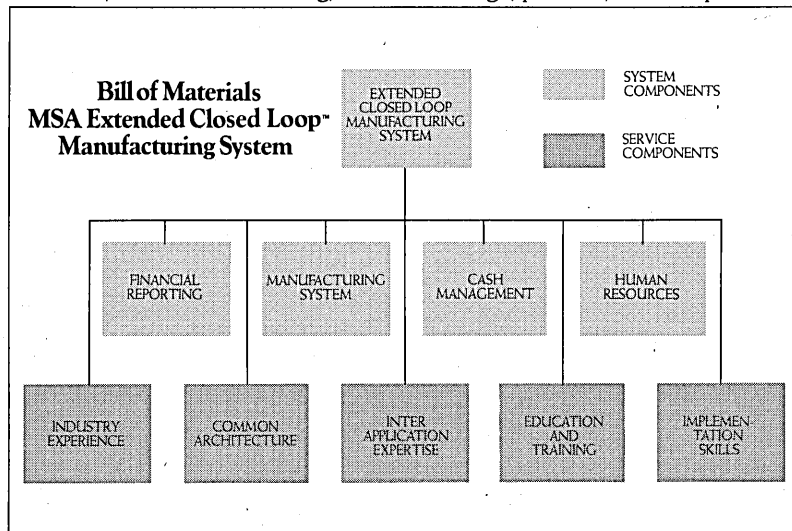 Bill of Materials
MSA Extended Closed Loop™
Manufacturing System
EXTENDED
CLOSED LOOP
MANUFACTURING
SYSTEM
SYSTEM
COMPONENTS
SERVICE
COMPONENTS
FINANCIAL
REPORTING
MANUFACTURING
SYSTEM
CASH
MANAGEMENT
HUMAN
RESOURCES
INDUSTRY
EXPERIENCE
COMMON
ARCHITECTURE
INTER
APPLICATION
EXPERTISE
EDUCATION
AND
TRAINING
IMPLEMEN-
TATION
SKILLS